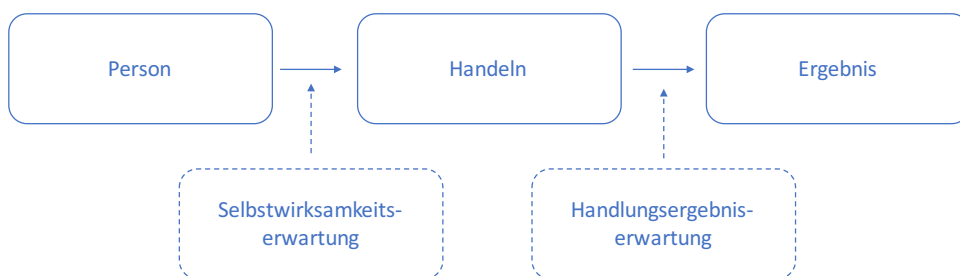 Person
Handeln
Ergebnis
Selbstwirksamkeits-
erwartung
Handlungsergebnis-
erwartung